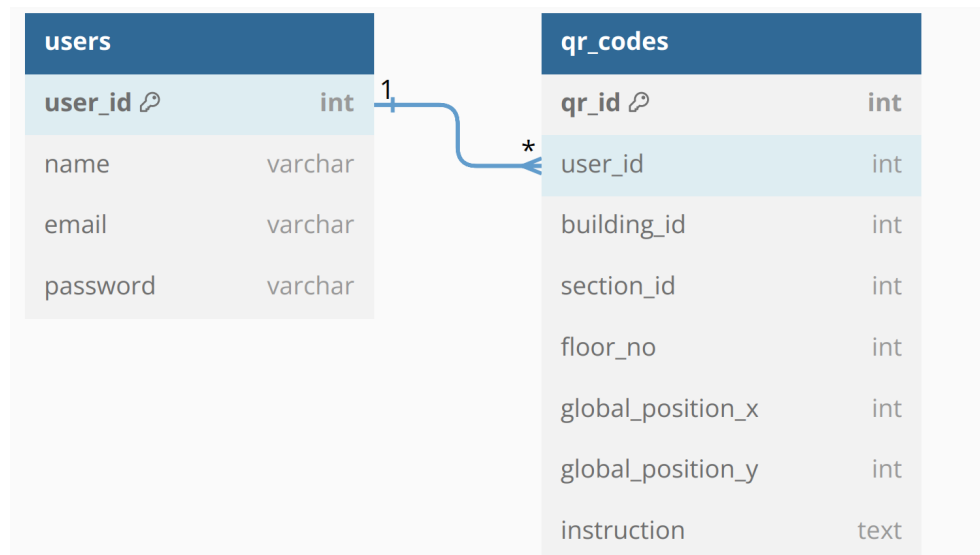 users
user_id int
name varchar
email varchar
password varchar
1
*
qr_codes
qr_id int
user_id int
building_id int
section_id int
floor_no int
global_position_x int
global_position_y int
instruction text